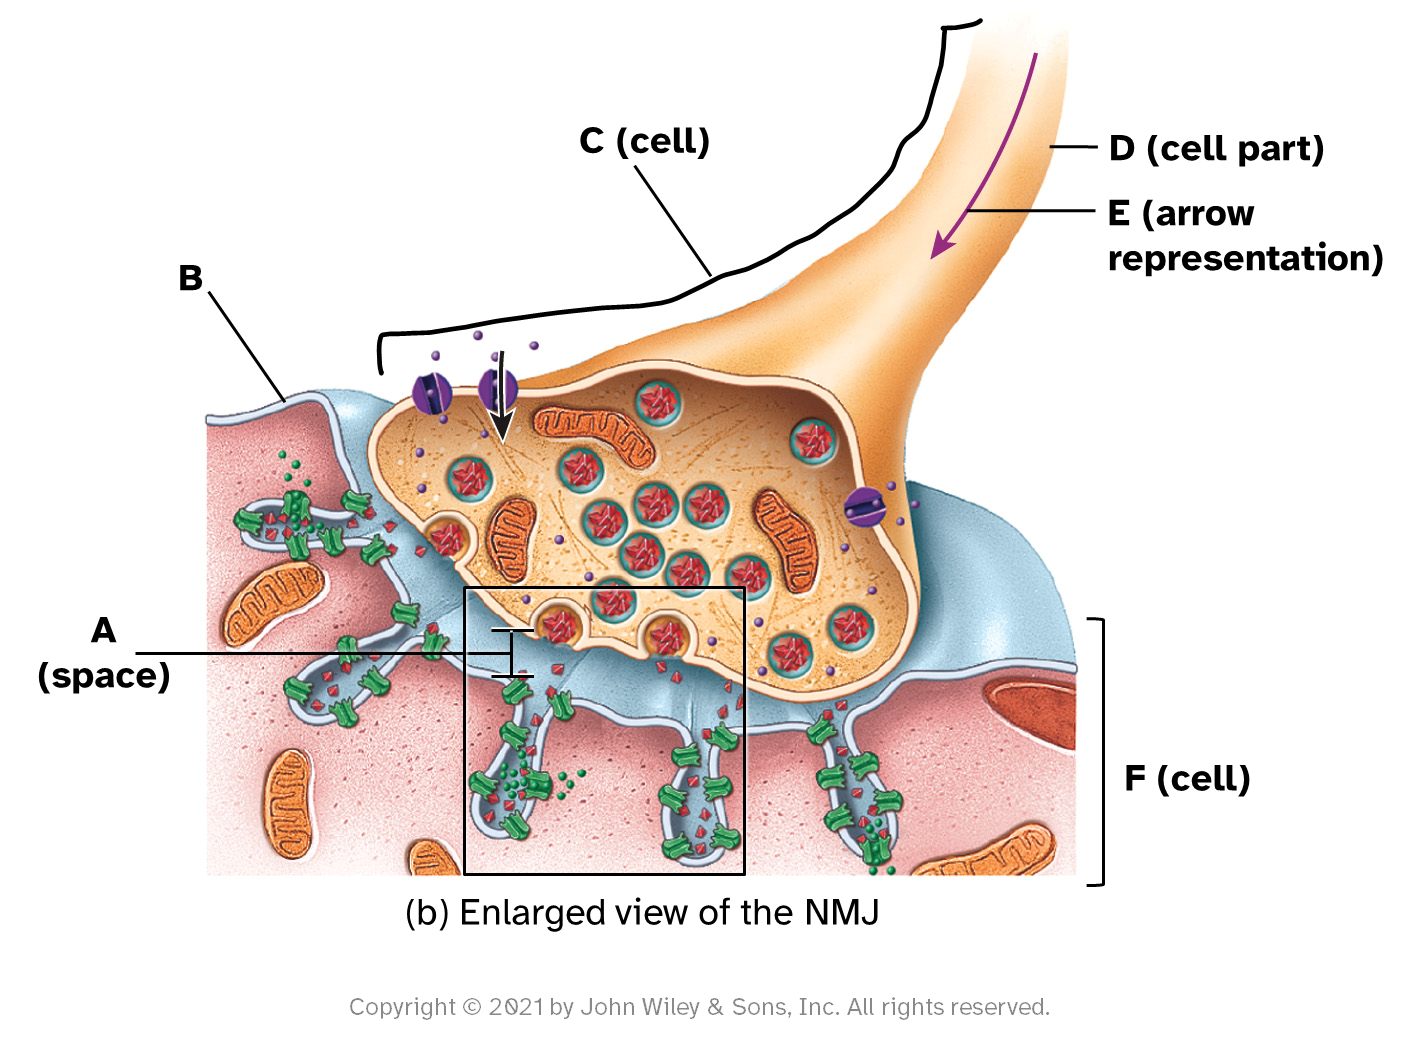 C (cell)
D (cell part)
E (arrow
representation)
B
A
(space)
F (cell)
(b) Enlarged view of the NMJ
Copyright © 2021 by John Wiley & Sons, Inc. All rights reserved.